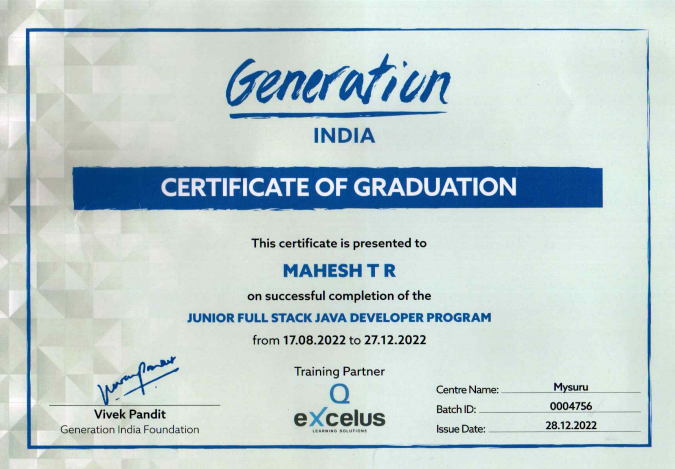 Generation
INDIA
CERTIFICATE OF GRADUATION
This certificate is presented to
MAHESH T R
on successful completion of the
JUNIOR FULL STACK JAVA DEVELOPER PROGRAM
from 17.08.2022 to 27.12.2022
Vivek Pandit
Generation India Foundation
Training Partner
eXcelus
LEARNING SOLUTIONS
Centre Name: Mysuru
Batch ID: 0004756
Issue Date: 28.12.2022